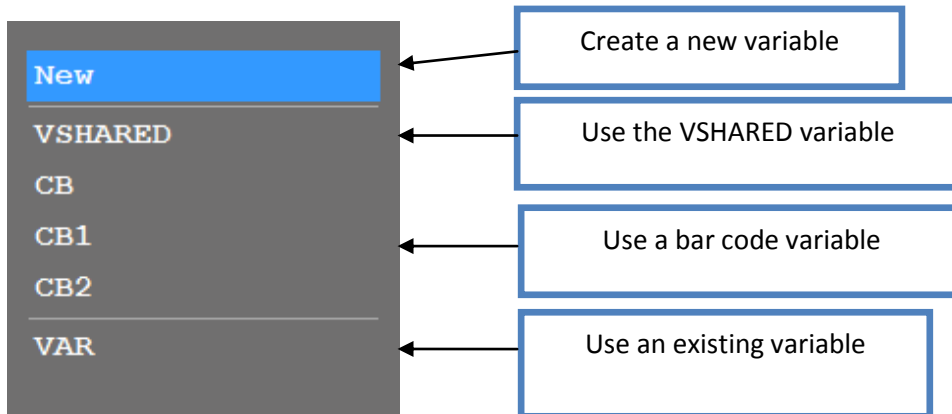 New
Create a new variable
VSHARED
Use the VSHARED variable
CB
CB1
Use a bar code variable
CB2
VAR
Use an existing variable